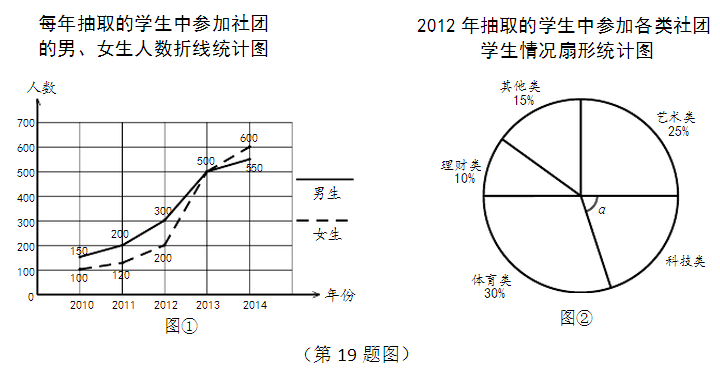 每年抽取的学生中参加社团
的男、女生人数折线统计图
人数
700
600
500
400
300
200
100
0
150
200
300
500
600
550
100
120
200
男生
女生
2010 2011 2012 2013 2014 年份
图①
2012 年抽取的学生中参加各类社团
学生情况扇形统计图
其他类
15%
艺术类
25%
理财类
10%
α
体育类
30%
科技类
图②
（第 19 题图）